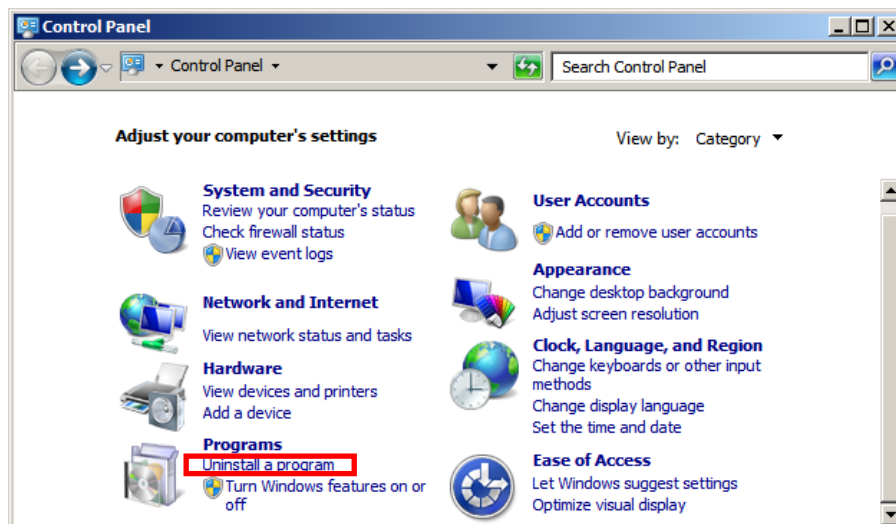 Control Panel
Control Panel
Search Control Panel
Adjust your computer's settings
View by: Category
System and Security
Review your computer's status
Check firewall status
View event logs
Network and Internet
View network status and tasks
Hardware
View devices and printers
Add a device
Programs
Uninstall a program
Turn Windows features on or
off
User Accounts
Add or remove user accounts
Appearance
Change desktop background
Adjust screen resolution
Clock, Language, and Region
Change keyboards or other input
methods
Change display language
Set the time and date
Ease of Access
Let Windows suggest settings
Optimize visual display